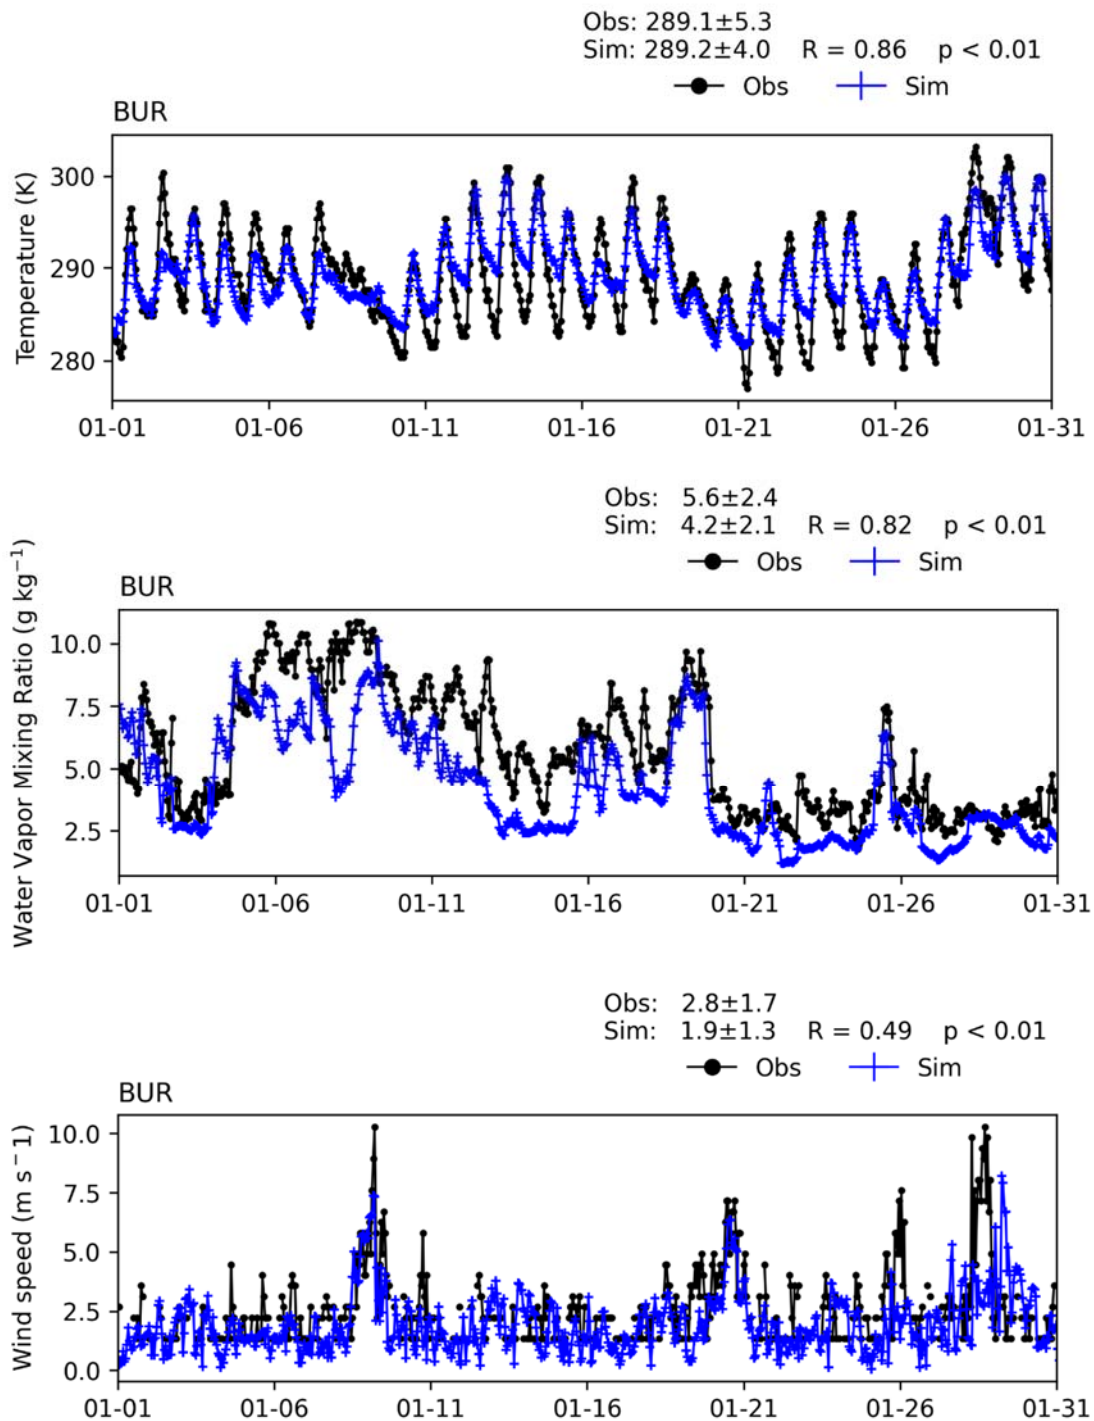 Obs: 289.1±5.3
Sim: 289.2±4.0 R = 0.86 p < 0.01
Obs Sim
BUR
Temperature (K)
300
290
280
01-01 01-06 01-11 01-16 01-21 01-26 01-31
Obs: 5.6±2.4
Sim: 4.2±2.1 R = 0.82 p < 0.01
Obs Sim
BUR
Water Vapor Mixing Ratio (g kg⁻¹)
10.0
7.5
5.0
2.5
01-01 01-06 01-11 01-16 01-21 01-26 01-31
Obs: 2.8±1.7
Sim: 1.9±1.3 R = 0.49 p < 0.01
Obs Sim
BUR
Wind speed (m s⁻1)
10.0
7.5
5.0
2.5
0.0
01-01 01-06 01-11 01-16 01-21 01-26 01-31